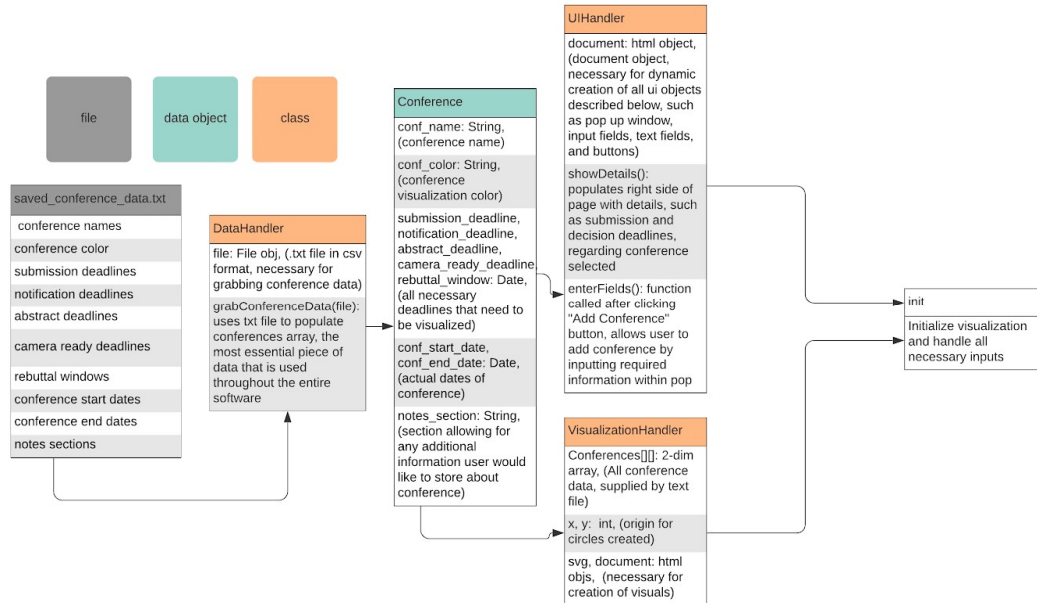 file
data object
class
saved_conference_data.txt
conference names
conference color
submission deadlines
notification deadlines
abstract deadlines
camera ready deadlines
rebuttal windows
conference start dates
conference end dates
notes sections
DataHandler
file: File obj, (.txt file in csv
format, necessary for
grabbing conference data)
grabConferenceData(file):
uses txt file to populate
conferences array, the
most essential piece of
data that is used
throughout the entire
software
Conference
conf_name: String,
(conference name)
conf_color: String,
(conference
visualization color)
submission_deadline,
notification_deadline,
abstract_deadline,
camera_ready_deadline,
rebuttal_window: Date,
(all necessary
deadlines that need to
be visualized)
conf_start_date,
conf_end_date: Date,
(actual dates of
conference)
notes_section: String,
(section allowing for
any additional
information user would
like to store about
conference)
UIHandler
document: html object,
(document object,
necessary for dynamic
creation of all ui objects
described below, such
as pop up window,
input fields, text fields,
and buttons)
showDetails():
populates right side of
page with details, such
as submission and
decision deadlines,
regarding conference
selected
enterFields(): function
called after clicking
"Add Conference"
button, allows user to
add conference by
inputting required
information within pop
VisualizationHandler
Conferences[][]: 2-dim
array, (All conference
data, supplied by text
file)
x, y: int, (origin for
circles created)
svg, document: html
objs, (necessary for
creation of visuals)
init
Initialize visualization
and handle all
necessary inputs